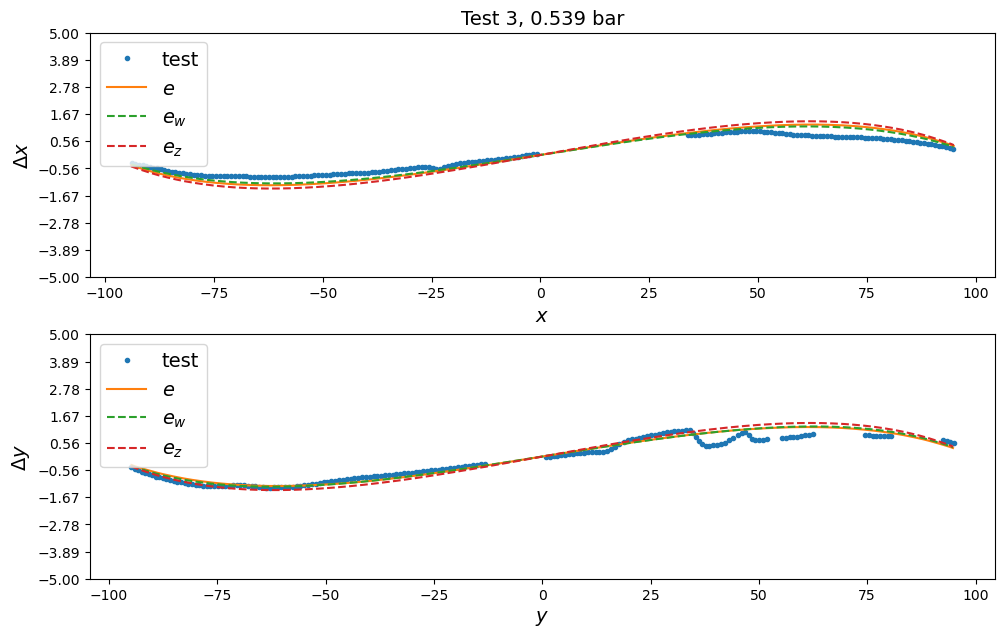 Test 3, 0.539 bar
5.00
3.89
2.78
1.67
0.56
−0.56
−1.67
−2.78
−3.89
−5.00
Δx
test
e
e_w
e_z
−100 −75 −50 −25 0 25 50 75 100
x
5.00
3.89
2.78
1.67
0.56
−0.56
−1.67
−2.78
−3.89
−5.00
Δy
test
e
e_w
e_z
−100 −75 −50 −25 0 25 50 75 100
y